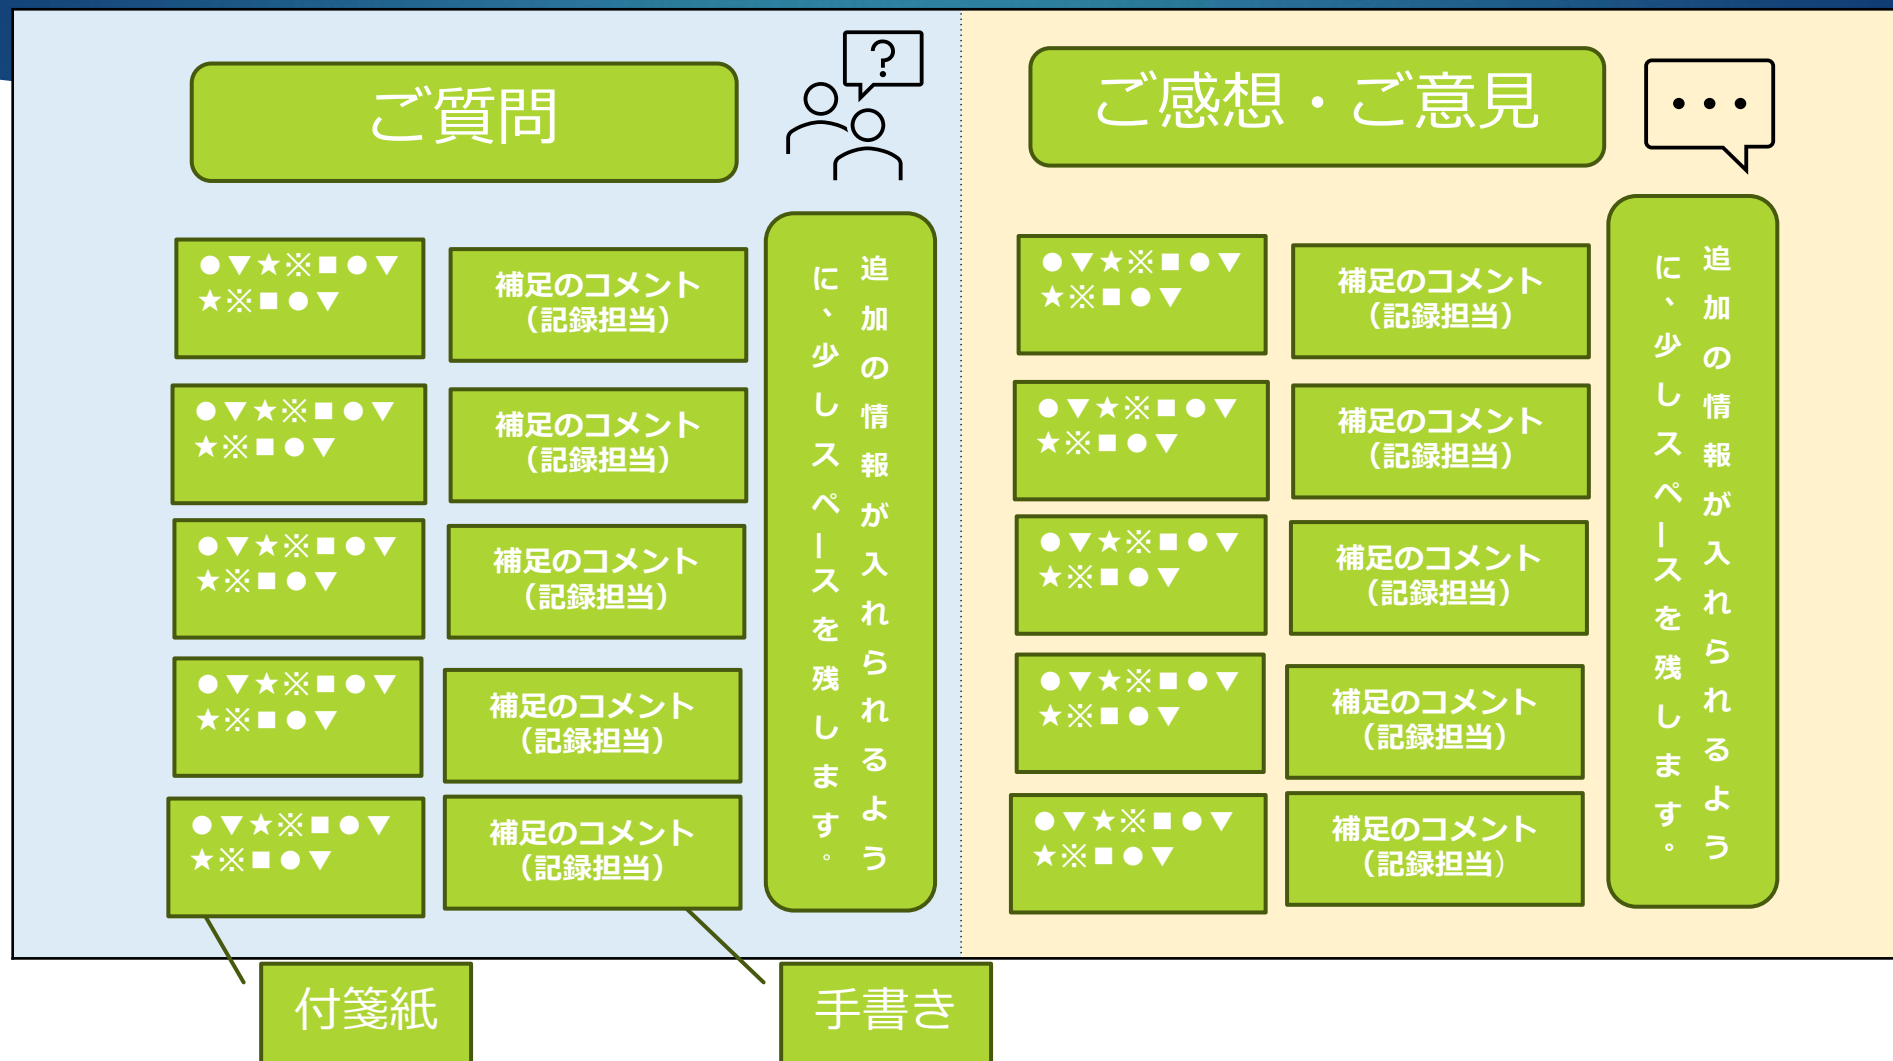 ご質問
?
●▼★※■●▼
★※■●▼
補足のコメント
（記録担当）
●▼★※■●▼
★※■●▼
補足のコメント
（記録担当）
●▼★※■●▼
★※■●▼
補足のコメント
（記録担当）
●▼★※■●▼
★※■●▼
補足のコメント
（記録担当）
●▼★※■●▼
★※■●▼
補足のコメント
（記録担当）
追加の情報が入れられるよう
に、少しスペースを残します。
ご感想・ご意見
●▼★※■●▼
★※■●▼
補足のコメント
（記録担当）
●▼★※■●▼
★※■●▼
補足のコメント
（記録担当）
●▼★※■●▼
★※■●▼
補足のコメント
（記録担当）
●▼★※■●▼
★※■●▼
補足のコメント
（記録担当）
●▼★※■●▼
★※■●▼
補足のコメント
（記録担当）
追加の情報が入れられるよう
に、少しスペースを残します。
付箋紙
手書き